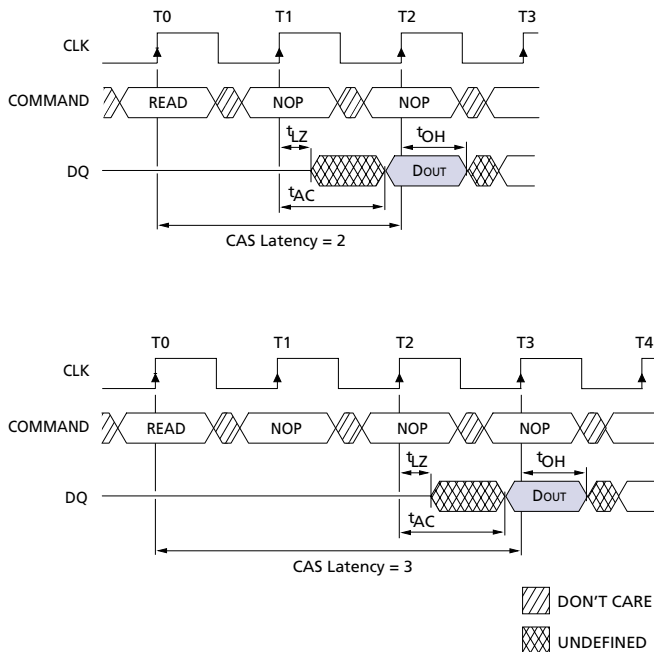 T0 T1 T2 T3
CLK
COMMAND READ NOP NOP
tLZ tOH
DQ DOUT
tAC
CAS Latency = 2
T0 T1 T2 T3 T4
CLK
COMMAND READ NOP NOP NOP
tLZ tOH
DQ DOUT
tAC
CAS Latency = 3
DON'T CARE
UNDEFINED